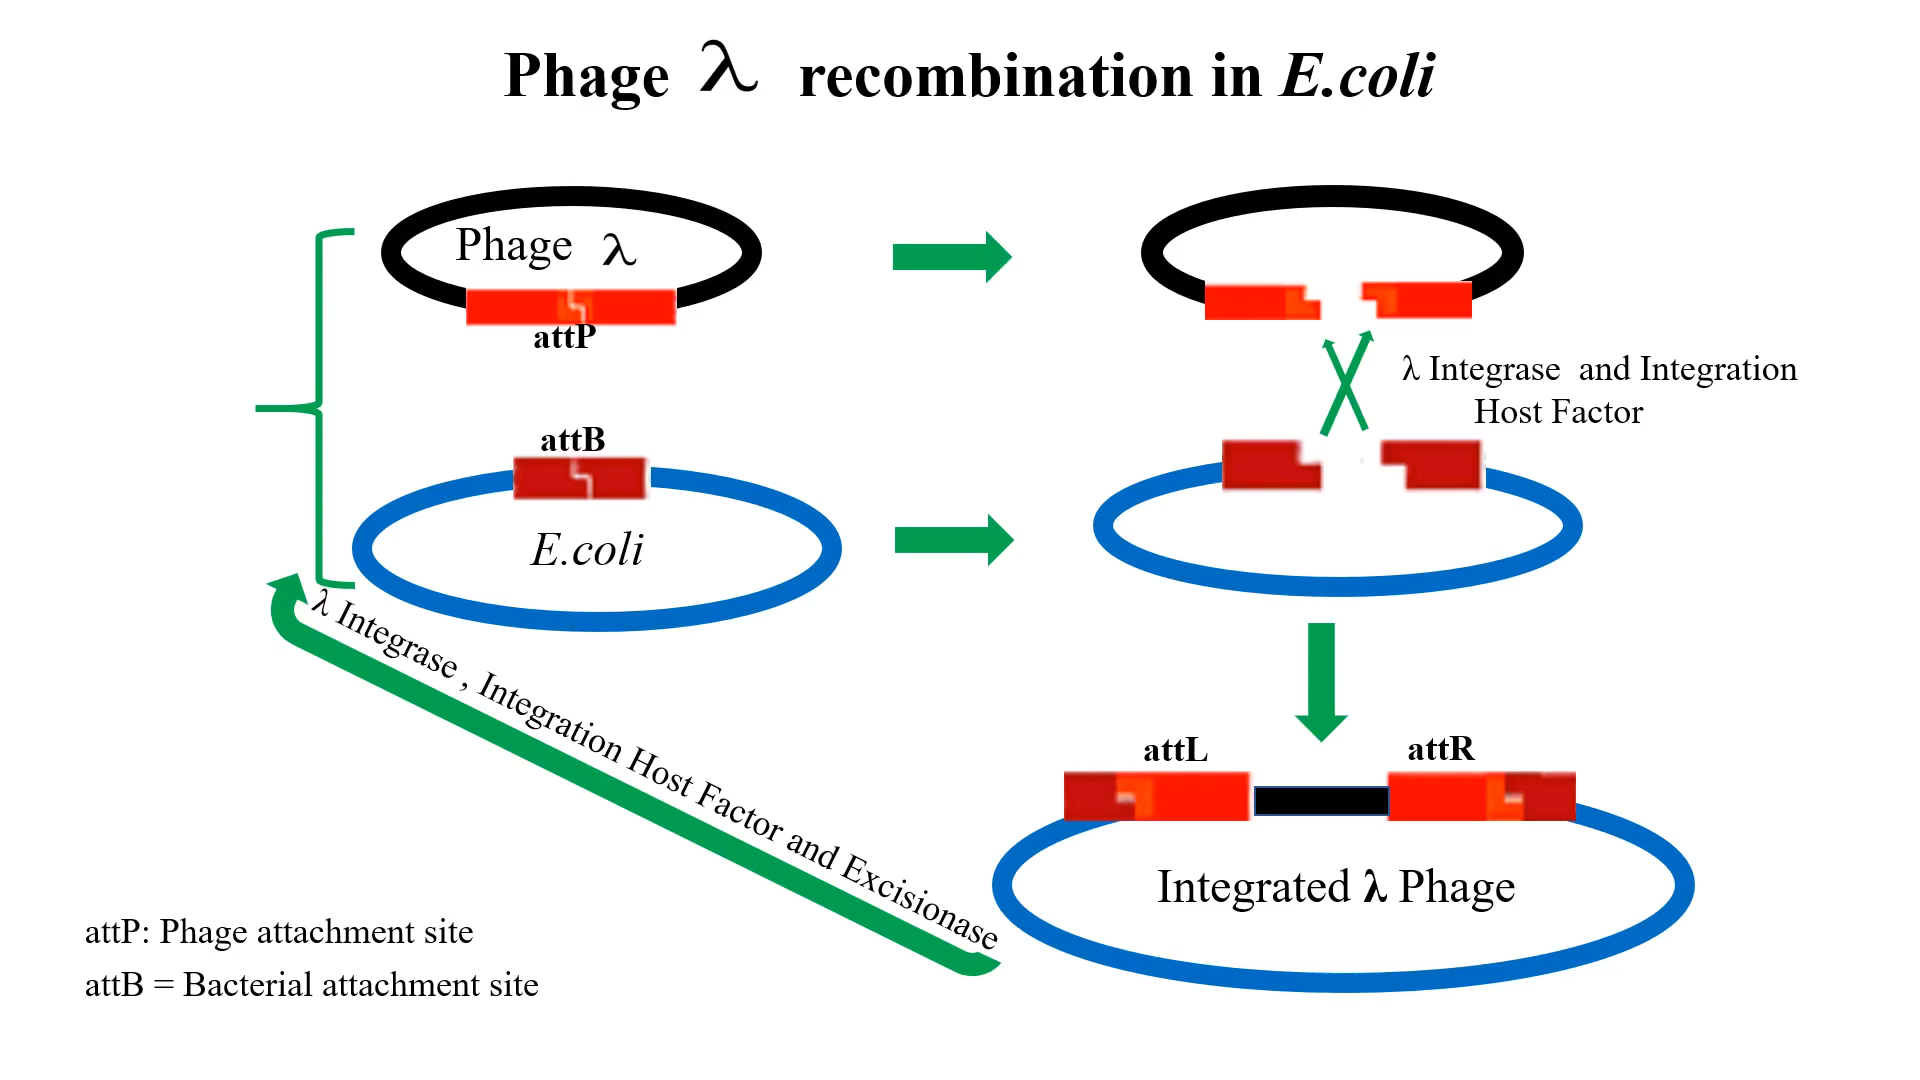 Phage λ recombination in E.coli
Phage λ
attP
λ Integrase and Integration
Host Factor
attB
E.coli
λ Integrase , Integration Host Factor and Excisionase
attL
attR
Integrated λ Phage
attP: Phage attachment site
attB = Bacterial attachment site